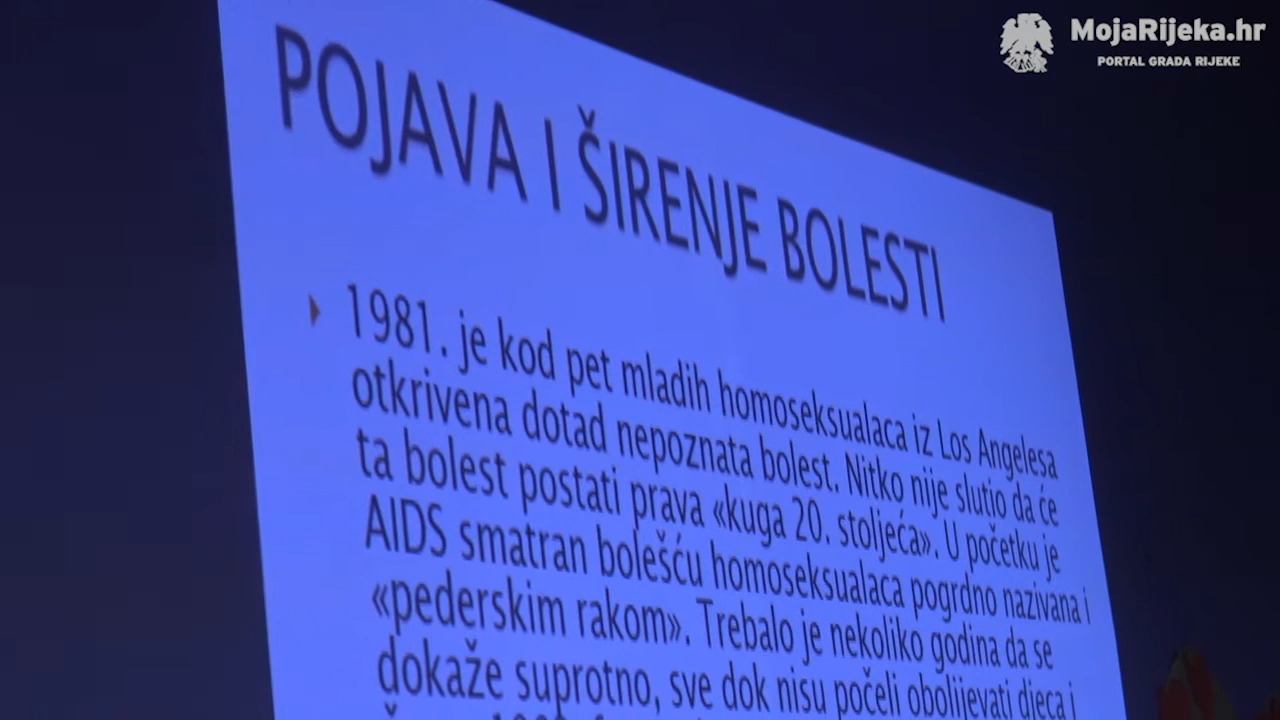 MojaRijeka.hr
PORTAL GRADA RIJEKE
POJAVA I ŠIRENJE BOLESTI
1981. je kod pet mladih homoseksualaca iz Los Angelesa
otkrivena dotad nepoznata bolest. Nitko nije slutio da će
ta bolest postati prava «kuga 20. stoljeća». U početku je
AIDS smatran bolešću homoseksualaca pogrdno nazivana i
«pederskim rakom». Trebalo je nekoliko godina da se
dokaže suprotno, sve dok nisu počeli obolijevati djeca i